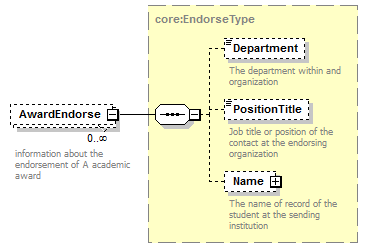 core:EndorseType
Department
The department within and
organization
AwardEndorse
0..∞
information about the
endorsement of A academic
award
PositionTitle
Job title or position of the
contact at the endorsing
organization
Name
The name of record of the
student at the sending
institution